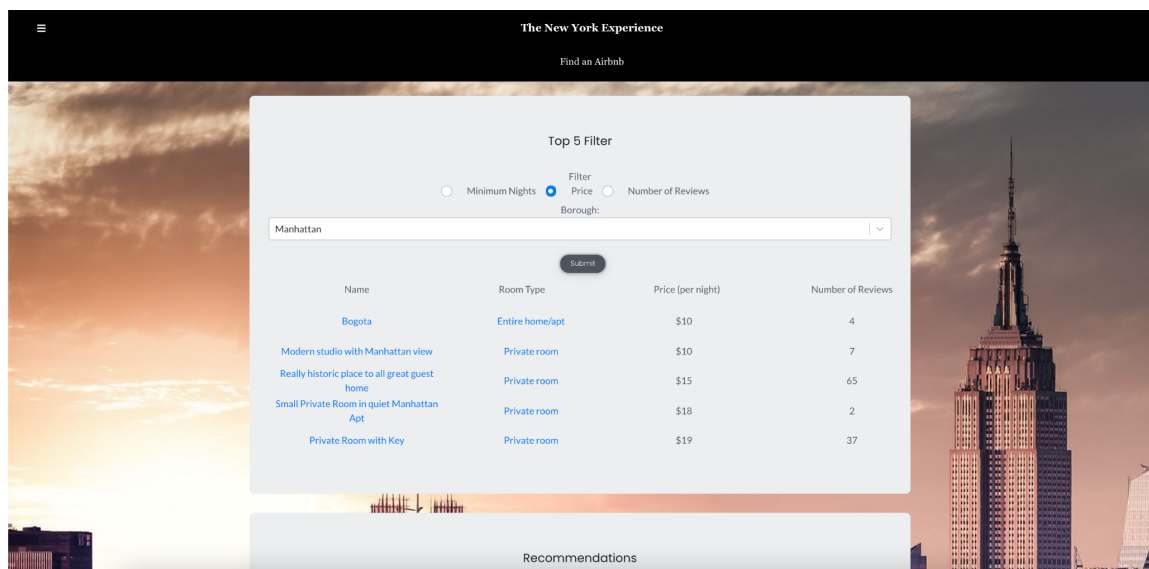 The New York Experience
Find an Airbnb
Top 5 Filter
Filter
Minimum Nights Price Number of Reviews
Borough:
Manhattan
Submit
Name Room Type Price (per night) Number of Reviews
Bogota Entire home/apt $10 4
Modern studio with Manhattan view Private room $10 7
Really historic place to all great guest
home Private room $15 65
Small Private Room in quiet Manhattan
Apt Private room $18 2
Private Room with Key Private room $19 37
Recommendations